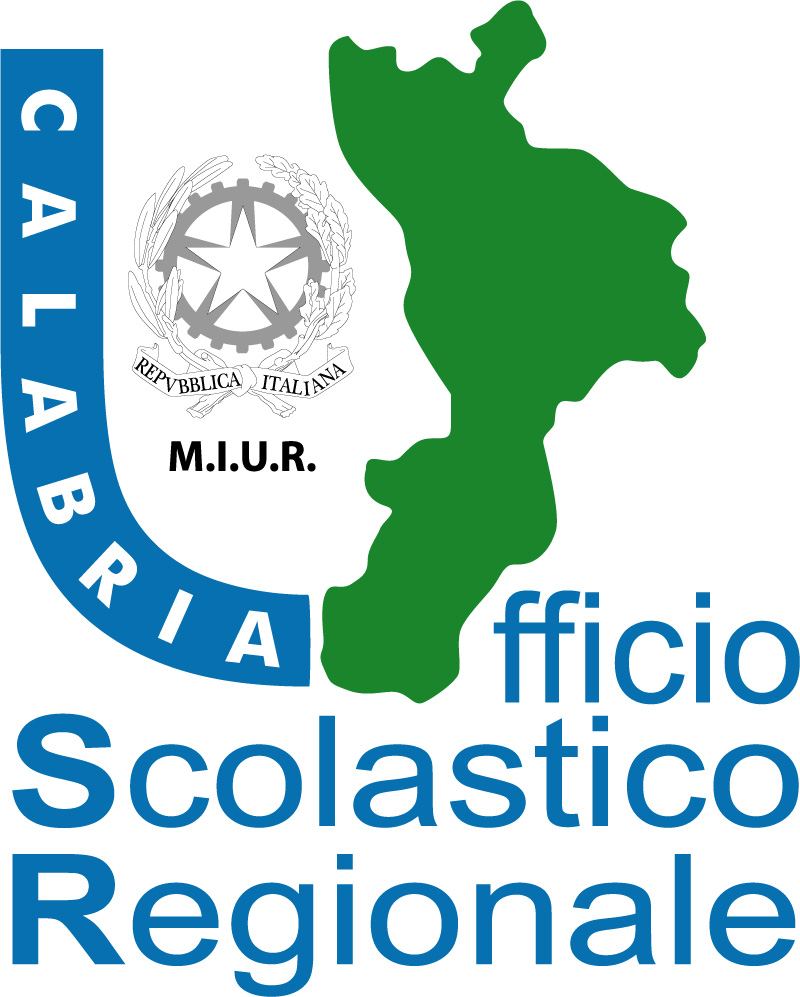 CALABRIA
REPVBBLICA ITALIANA
M.I.U.R.
fficio
Scolastico
Regionale